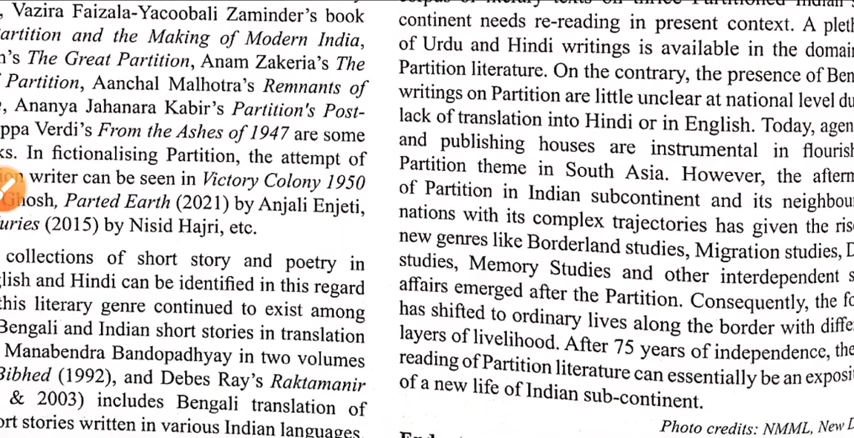 , Vazira Faizala-Yacoobali Zaminder's book
artition and the Making of Modern India,
n's The Great Partition, Anam Zakeria's The
Partition, Aanchal Malhotra's Remnants of
, Ananya Jahanara Kabir's Partition's Post-
ppa Verdi's From the Ashes of 1947 are some
ks. In fictionalising Partition, the attempt of
writer can be seen in Victory Colony 1950
Ghosh, Parted Earth (2021) by Anjali Enjeti,
uries (2015) by Nisid Hajri, etc.
collections of short story and poetry in
lish and Hindi can be identified in this regard
this literary genre continued to exist among
Bengali and Indian short stories in translation
Manabendra Bandopadhyay in two volumes
Bibhed (1992), and Debes Ray's Raktamanir
& 2003) includes Bengali translation of
ort stories written in various Indian languages
continent needs re-reading in present context. A plet
of Urdu and Hindi writings is available in the domai
Partition literature. On the contrary, the presence of Ben
writings on Partition are little unclear at national level du
lack of translation into Hindi or in English. Today, agen
and publishing houses are instrumental in flouris
Partition theme in South Asia. However, the afterm
of Partition in Indian subcontinent and its neighbou
nations with its complex trajectories has given the ris
new genres like Borderland studies, Migration studies, D
studies, Memory Studies and other interdependent s
affairs emerged after the Partition. Consequently, the fo
has shifted to ordinary lives along the border with diffe
layers of livelihood. After 75 years of independence, the
reading of Partition literature can essentially be an exposi
of a new life of Indian sub-continent.
Photo credits: NMML, New D